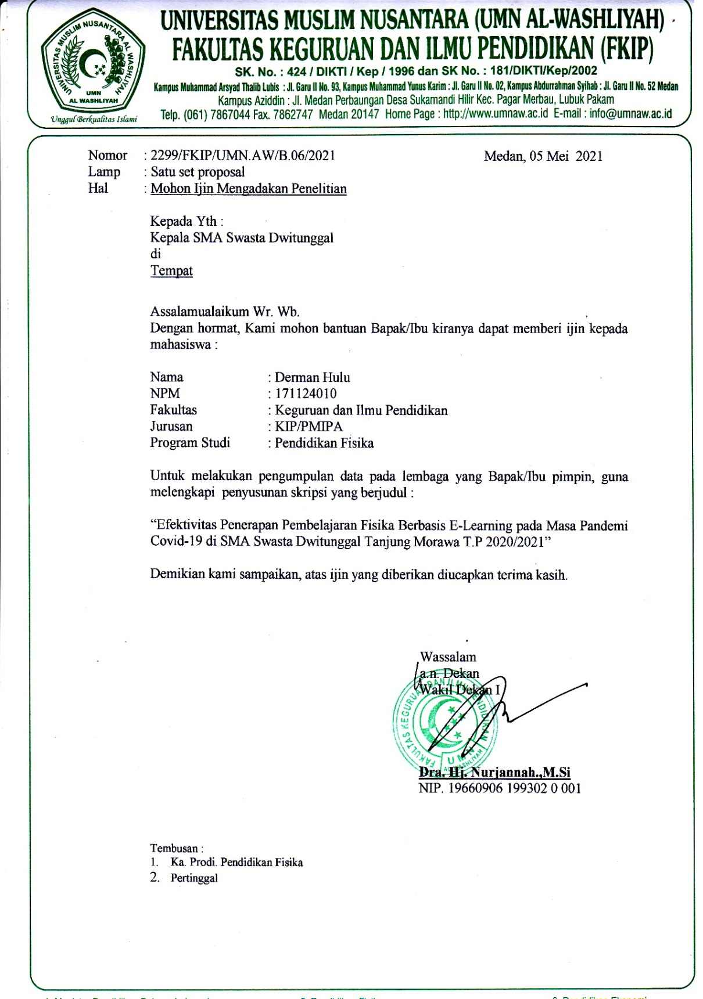 UNIVERSITAS MUSLIM NUSANTARA (UMN AL-WASHLIYAH)
FAKULTAS KEGURUAN DAN ILMU PENDIDIKAN (FKIP)
SK. No. : 424 / DIKTI / Kep / 1996 dan SK No. : 181/DIKTI/Kep/2002
Kampus Muhammad Arsyad Thalib Lubis : Jl. Garu II No. 93, Kampus Muhammad Yunus Karim : Jl. Garu II No. 02, Kampus Abdurrahman Syihab : Jl. Garu II No. 52 Medan
Kampus Aziddin : Jl. Medan Perbaungan Desa Sukamandi Hilir Kec. Pagar Merbau, Lubuk Pakam
Telp. (061) 7867044 Fax. 7862747 Medan 20147 Home Page : http://www.umnaw.ac.id E-mail : info@umnaw.ac.id
UNIVERSITAS MUSLIM NUSANTARA AL WASHLIYAH
UMN
AL WASHLIYAH
Unggul Berkualitas Islami
Nomor : 2299/FKIP/UMN.AW/B.06/2021 Medan, 05 Mei 2021
Lamp : Satu set proposal
Hal : Mohon Ijin Mengadakan Penelitian
Kepada Yth :
Kepala SMA Swasta Dwitunggal
di
Tempat
Assalamualaikum Wr. Wb.
Dengan hormat, Kami mohon bantuan Bapak/Ibu kiranya dapat memberi ijin kepada
mahasiswa :
Nama : Derman Hulu
NPM : 171124010
Fakultas : Keguruan dan Ilmu Pendidikan
Jurusan : KIP/PMIPA
Program Studi : Pendidikan Fisika
Untuk melakukan pengumpulan data pada lembaga yang Bapak/Ibu pimpin, guna
melengkapi penyusunan skripsi yang berjudul :
“Efektivitas Penerapan Pembelajaran Fisika Berbasis E-Learning pada Masa Pandemi
Covid-19 di SMA Swasta Dwitunggal Tanjung Morawa T.P 2020/2021”
Demikian kami sampaikan, atas ijin yang diberikan diucapkan terima kasih.
Wassalam
a.n. Dekan
Wakil Dekan I
FAKULTAS KEGURUAN DAN ILMU PENDIDIKAN
UMN
AL WASHLIYAH
Dra. Hj. Nurjannah.,M.Si
NIP. 19660906 199302 0 001
Tembusan :
1. Ka. Prodi. Pendidikan Fisika
2. Pertinggal